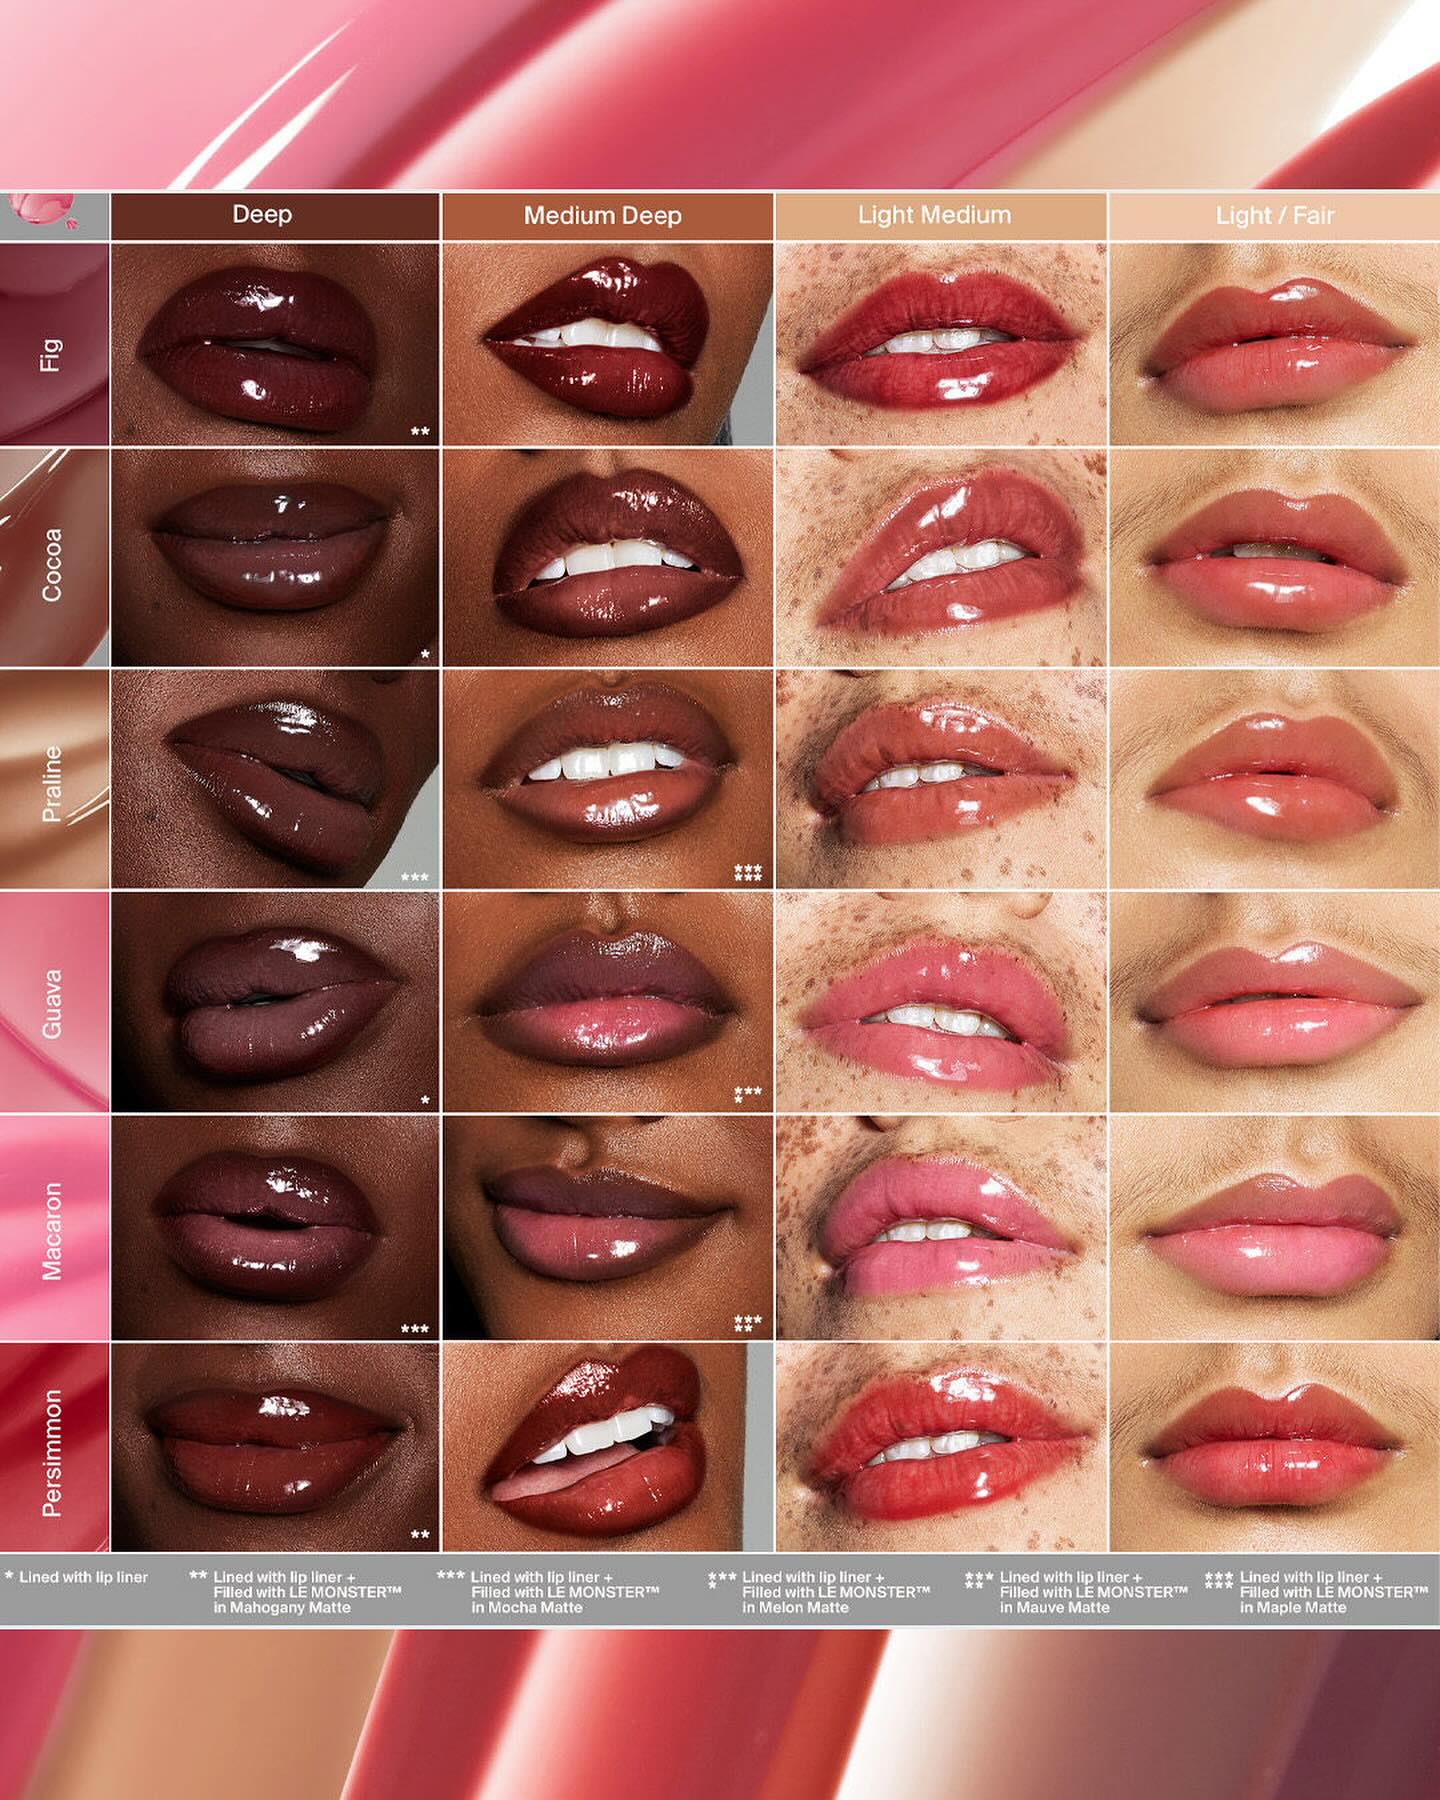 Deep
Medium Deep
Light Medium
Light / Fair
Fig
**
Cocoa
*
Praline
***
***
***
Guava
*
***
*
Macaron
***
***
**
Persimmon
**
* Lined with lip liner
** Lined with lip liner +
Filled with LE MONSTER™
in Mahogany Matte
*** Lined with lip liner +
Filled with LE MONSTER™
in Mocha Matte
*** Lined with lip liner +
* Filled with LE MONSTER™
in Melon Matte
*** Lined with lip liner +
** Filled with LE MONSTER™
in Mauve Matte
*** Lined with lip liner +
*** Filled with LE MONSTER™
in Maple Matte